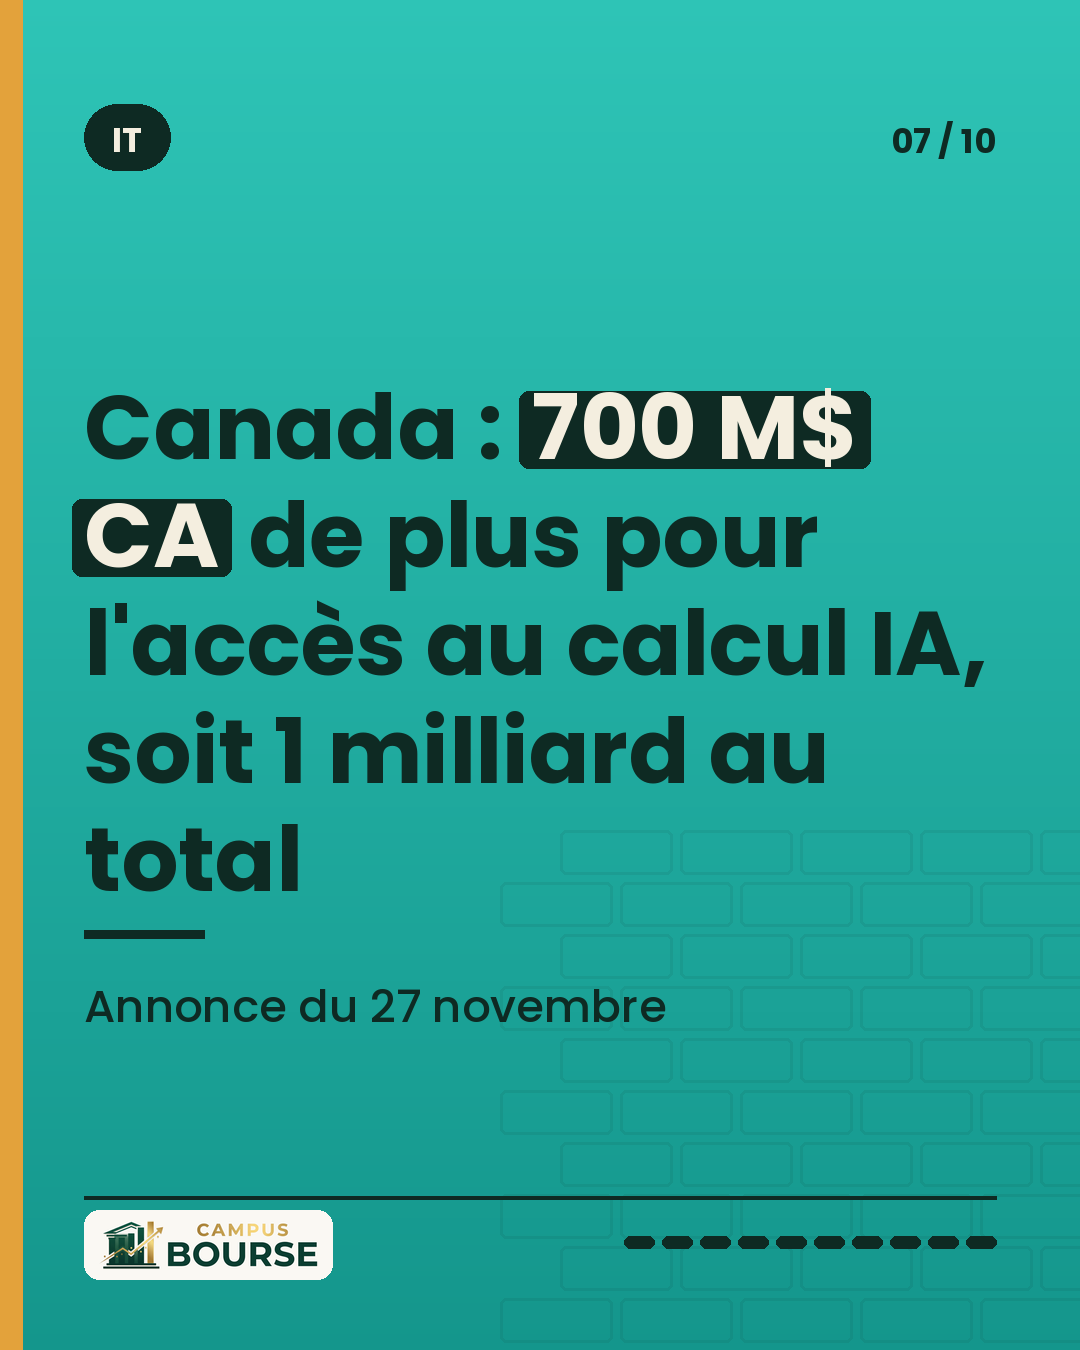 IT
07 / 10
Canada : 700 M$
CA de plus pour
l'accès au calcul IA,
soit 1 milliard au
total
Annonce du 27 novembre
CAMPUS
BOURSE